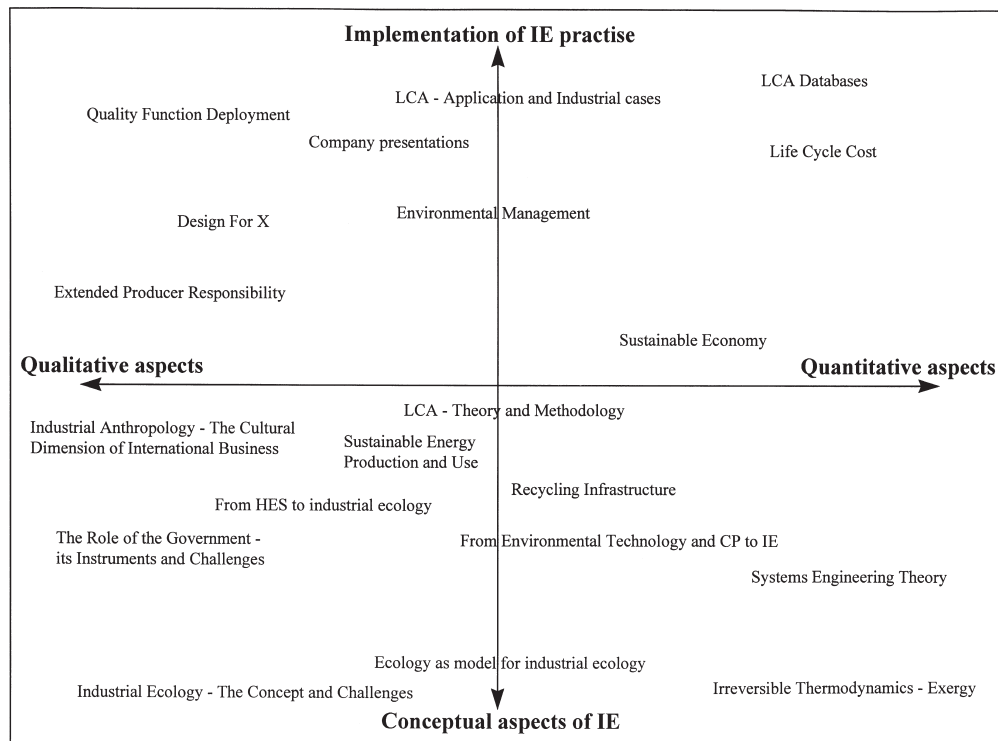 Implementation of IE practise
LCA Databases
LCA - Application and Industrial cases
Quality Function Deployment
Company presentations
Life Cycle Cost
Environmental Management
Design For X
Extended Producer Responsibility
Sustainable Economy
Qualitative aspects
Quantitative aspects
LCA - Theory and Methodology
Industrial Anthropology - The Cultural
Dimension of International Business
Sustainable Energy
Production and Use
Recycling Infrastructure
From HES to industrial ecology
The Role of the Government -
its Instruments and Challenges
From Environmental Technology and CP to IE
Systems Engineering Theory
Ecology as model for industrial ecology
Industrial Ecology - The Concept and Challenges
Irreversible Thermodynamics - Exergy
Conceptual aspects of IE